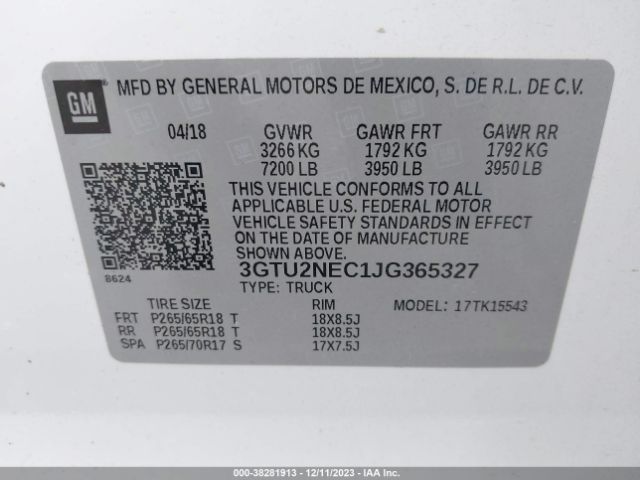 GM MFD BY GENERAL MOTORS DE MEXICO, S. DE R.L. DE C.V.
04/18 GVWR GAWR FRT GAWR RR
3266 KG 1792 KG 1792 KG
7200 LB 3950 LB 3950 LB
THIS VEHICLE CONFORMS TO ALL
APPLICABLE U.S. FEDERAL MOTOR
VEHICLE SAFETY STANDARDS IN EFFECT
ON THE DATE OF MANUFACTURE
SHOWN ABOVE.
8624 3GTU2NEC1JG365327
TYPE: TRUCK
TIRE SIZE RIM MODEL: 17TK15543
FRT P265/65R18 T 18X8.5J
RR P265/65R18 T 18X8.5J
SPA P265/70R17 S 17X7.5J
000-38281913 - 12/11/2023 - IAAI.COM